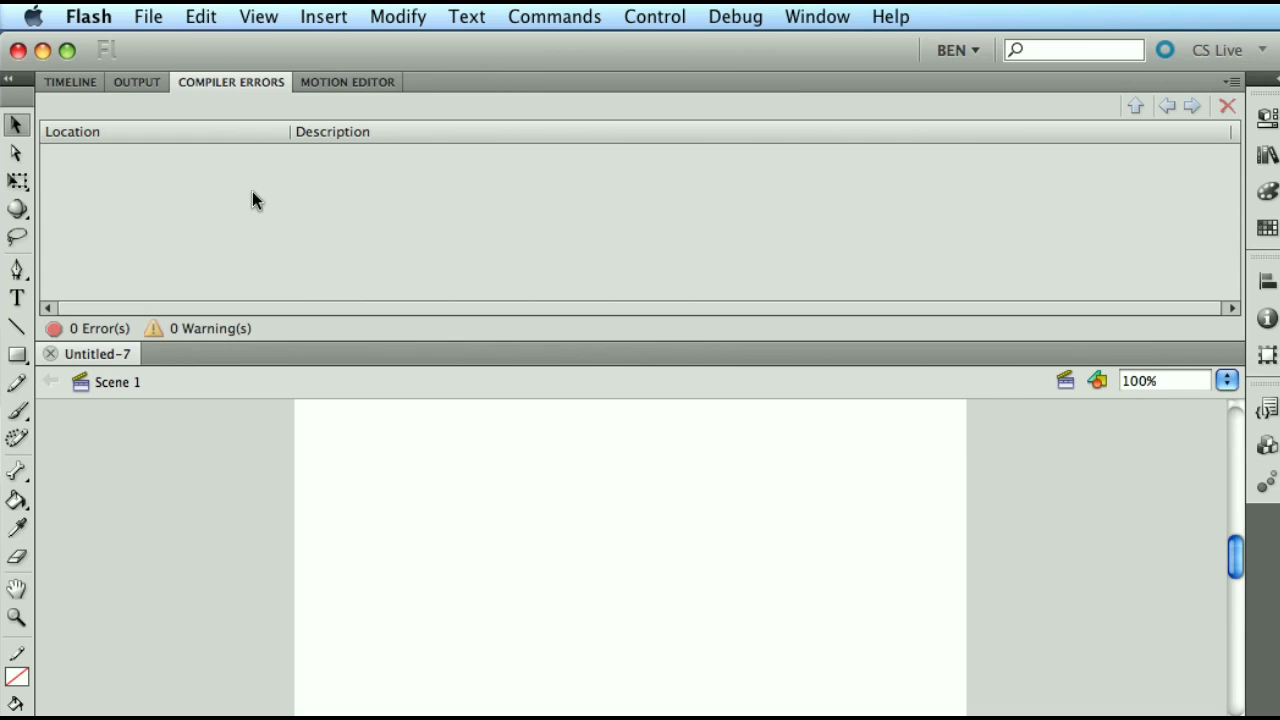 Flash File Edit View Insert Modify Text Commands Control Debug Window Help
Fl BEN CS Live
TIMELINE OUTPUT COMPILER ERRORS MOTION EDITOR
Location Description
0 Error(s) 0 Warning(s)
Untitled-7
Scene 1 100%